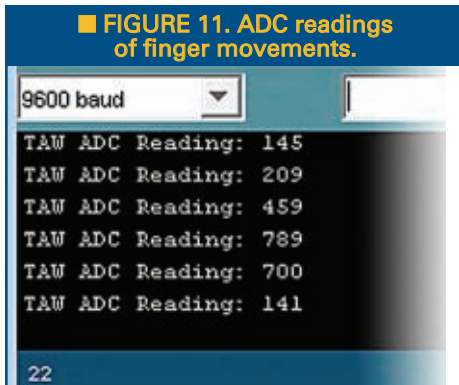 ■ FIGURE 11. ADC readings
of finger movements.
9600 baud
TAW ADC Reading: 145
TAW ADC Reading: 209
TAW ADC Reading: 459
TAW ADC Reading: 789
TAW ADC Reading: 700
TAW ADC Reading: 141
22